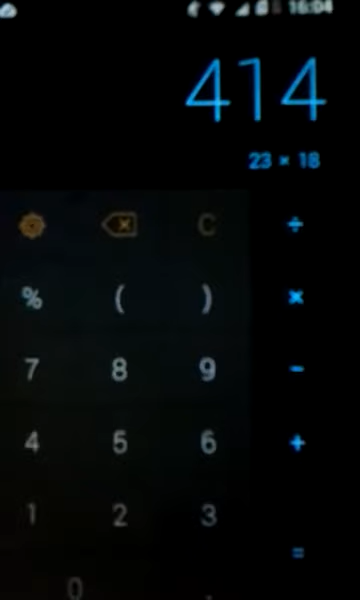 16:04
414
23 × 18
C ÷
% ( ) ×
7 8 9 -
4 5 6 +
1 2 3
=
0 .